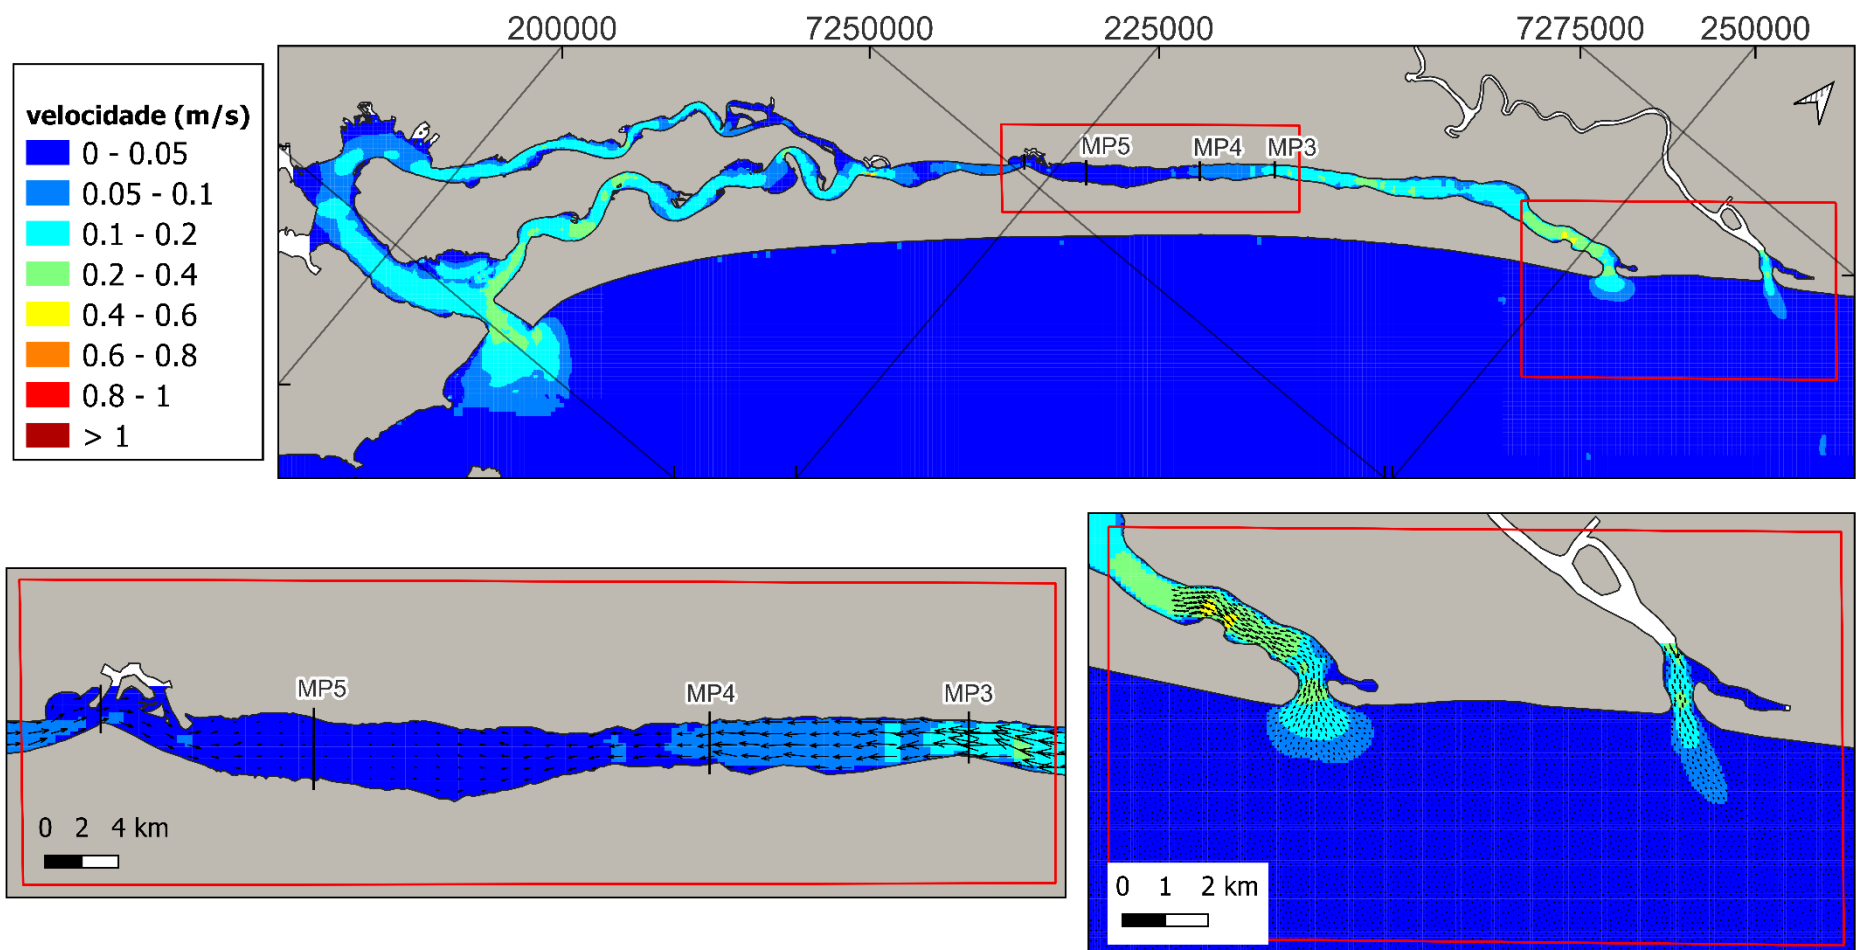 200000 7250000 225000 7275000 250000
velocidade (m/s)
0 - 0.05
0.05 - 0.1
0.1 - 0.2
0.2 - 0.4
0.4 - 0.6
0.6 - 0.8
0.8 - 1
> 1
MP5 MP4 MP3
MP5 MP4 MP3
0 2 4 km
0 1 2 km